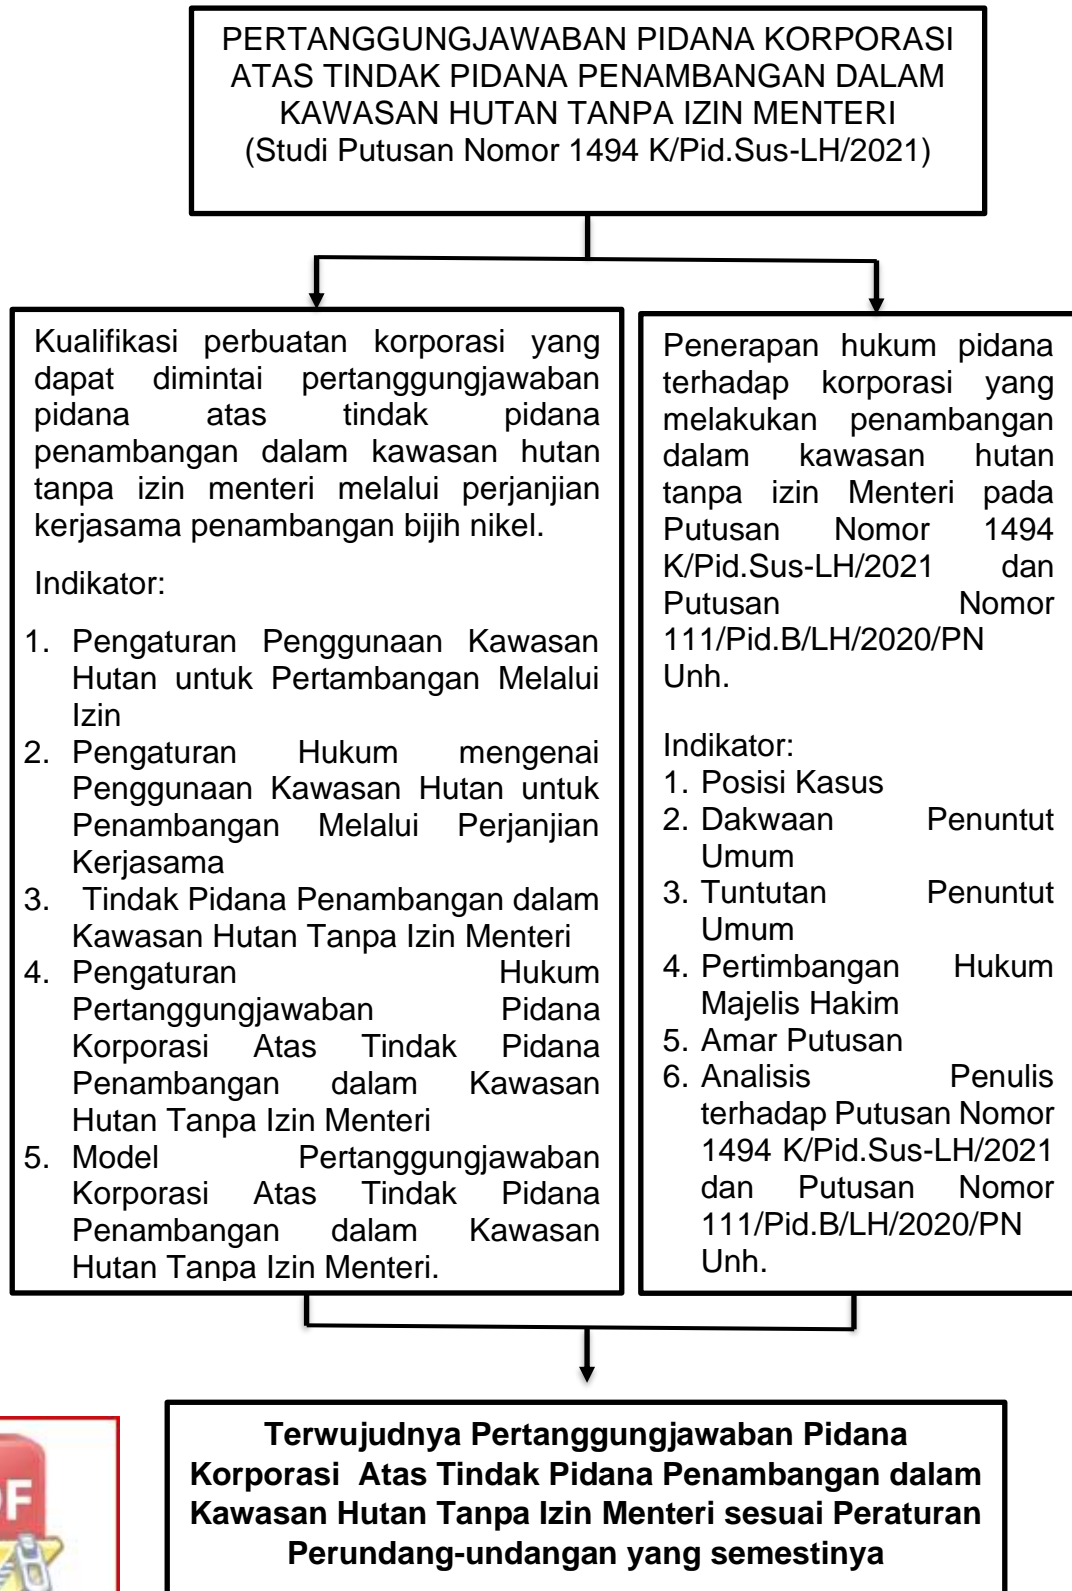 PERTANGGUNGJAWABAN PIDANA KORPORASI
ATAS TINDAK PIDANA PENAMBANGAN DALAM
KAWASAN HUTAN TANPA IZIN MENTERI
(Studi Putusan Nomor 1494 K/Pid.Sus-LH/2021)
Kualifikasi perbuatan korporasi yang
dapat dimintai pertanggungjawaban
pidana atas tindak pidana
penambangan dalam kawasan hutan
tanpa izin menteri melalui perjanjian
kerjasama penambangan bijih nikel.
Indikator:
1. Pengaturan Penggunaan Kawasan
Hutan untuk Pertambangan Melalui
Izin
2. Pengaturan Hukum mengenai
Penggunaan Kawasan Hutan untuk
Penambangan Melalui Perjanjian
Kerjasama
3. Tindak Pidana Penambangan dalam
Kawasan Hutan Tanpa Izin Menteri
4. Pengaturan Hukum
Pertanggungjawaban Pidana
Korporasi Atas Tindak Pidana
Penambangan dalam Kawasan
Hutan Tanpa Izin Menteri
5. Model Pertanggungjawaban
Korporasi Atas Tindak Pidana
Penambangan dalam Kawasan
Hutan Tanpa Izin Menteri.
Penerapan hukum pidana
terhadap korporasi yang
melakukan penambangan
dalam kawasan hutan
tanpa izin Menteri pada
Putusan Nomor 1494
K/Pid.Sus-LH/2021 dan
Putusan Nomor
111/Pid.B/LH/2020/PN
Unh.
Indikator:
1. Posisi Kasus
2. Dakwaan Penuntut
Umum
3. Tuntutan Penuntut
Umum
4. Pertimbangan Hukum
Majelis Hakim
5. Amar Putusan
6. Analisis Penulis
terhadap Putusan Nomor
1494 K/Pid.Sus-LH/2021
dan Putusan Nomor
111/Pid.B/LH/2020/PN
Unh.
Terwujudnya Pertanggungjawaban Pidana
Korporasi Atas Tindak Pidana Penambangan dalam
Kawasan Hutan Tanpa Izin Menteri sesuai Peraturan
Perundang-undangan yang semestinya